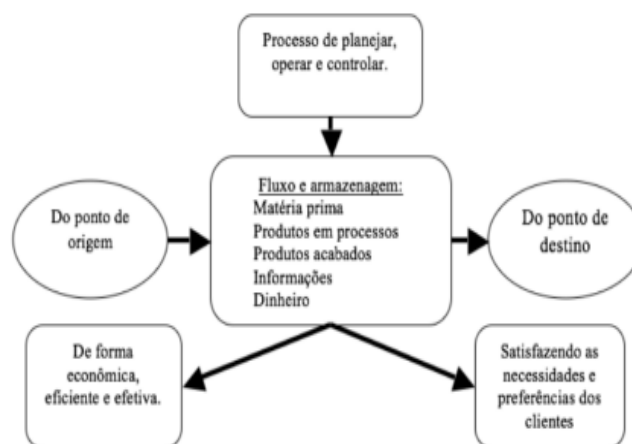 Processo de planejar,
operar e controlar.
Fluxo e armazenagem:
Matéria prima
Produtos em processos
Produtos acabados
Informações
Dinheiro
Do ponto de
origem
Do ponto de
destino
De forma
econômica,
eficiente e efetiva.
Satisfazendo as
necessidades e
preferências dos
clientes